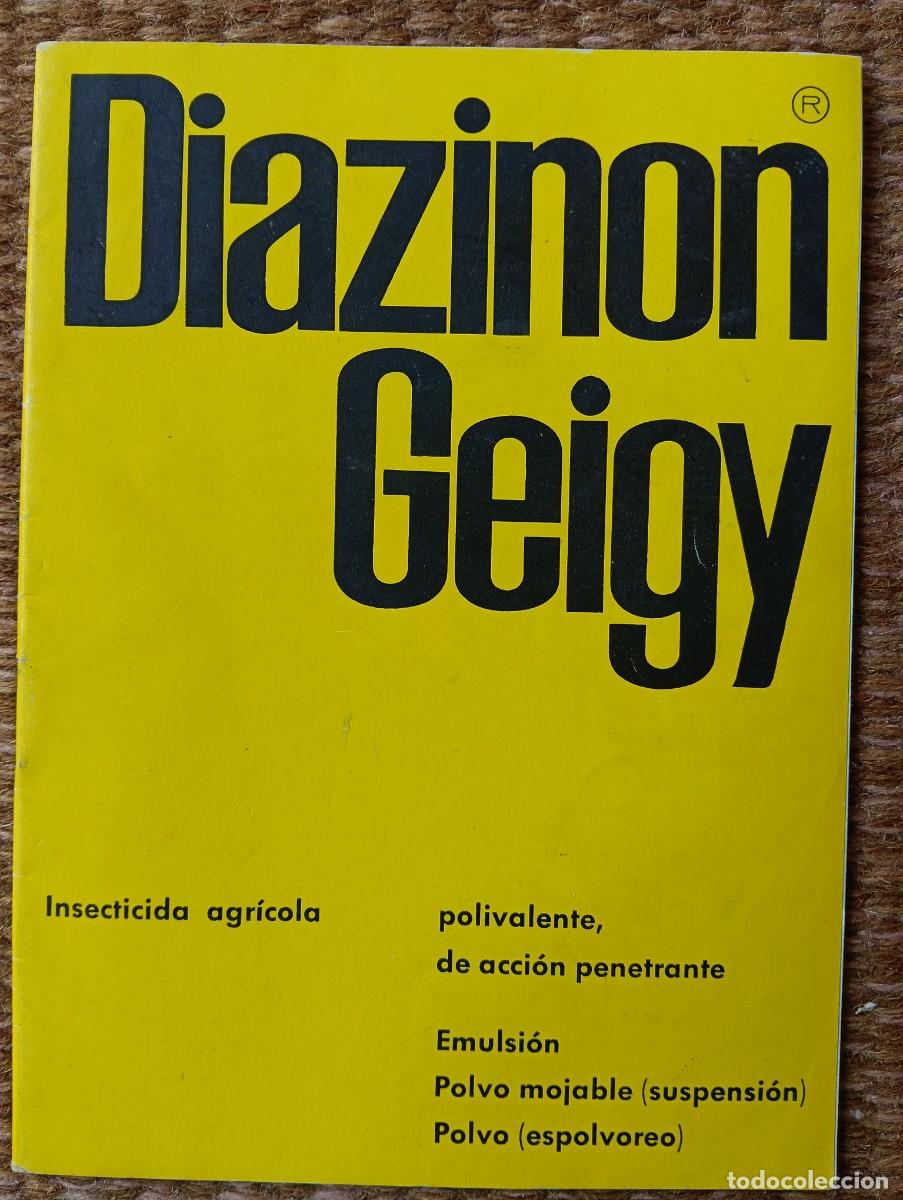 Diazinon ®
Geigy
Insecticida agrícola
polivalente,
de acción penetrante
Emulsión
Polvo mojable (suspensión)
Polvo (espolvoreo)
todocoleccion